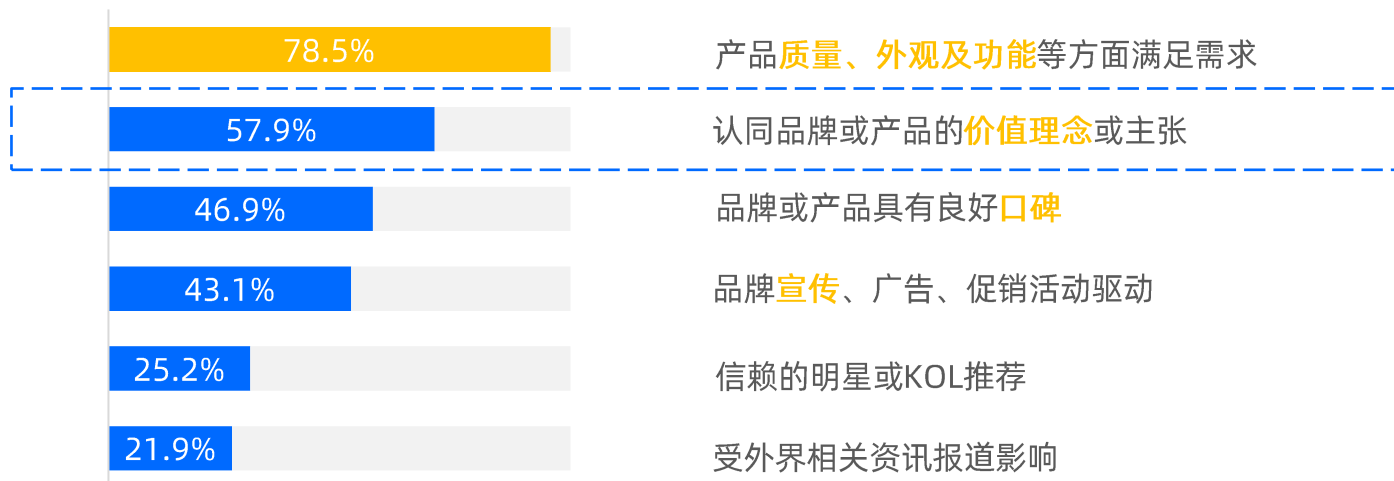 78.5% 产品质量、外观及功能等方面满足需求
57.9% 认同品牌或产品的价值理念或主张
46.9% 品牌或产品具有良好口碑
43.1% 品牌宣传、广告、促销活动驱动
25.2% 信赖的明星或KOL推荐
21.9% 受外界相关资讯报道影响